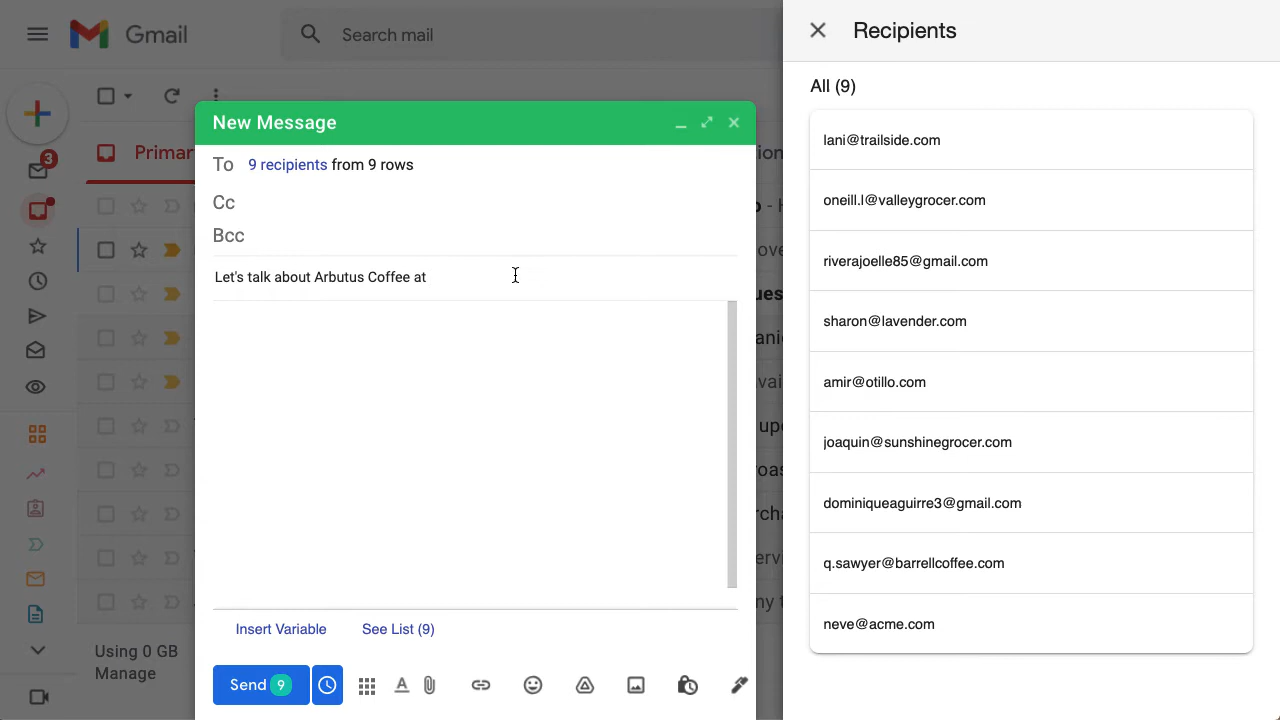 Gmail
Search mail
Recipients
All (9)
New Message
Primar
3
To 9 recipients from 9 rows
Cc
Bcc
Let's talk about Arbutus Coffee at
lani@trailside.com
oneill.l@valleygrocer.com
riverajoelle85@gmail.com
sharon@lavender.com
amir@otillo.com
joaquin@sunshinegrocer.com
dominiqueaguirre3@gmail.com
q.sawyer@barrellcoffee.com
neve@acme.com
Insert Variable
See List (9)
Using 0 GB
Manage
Send 9